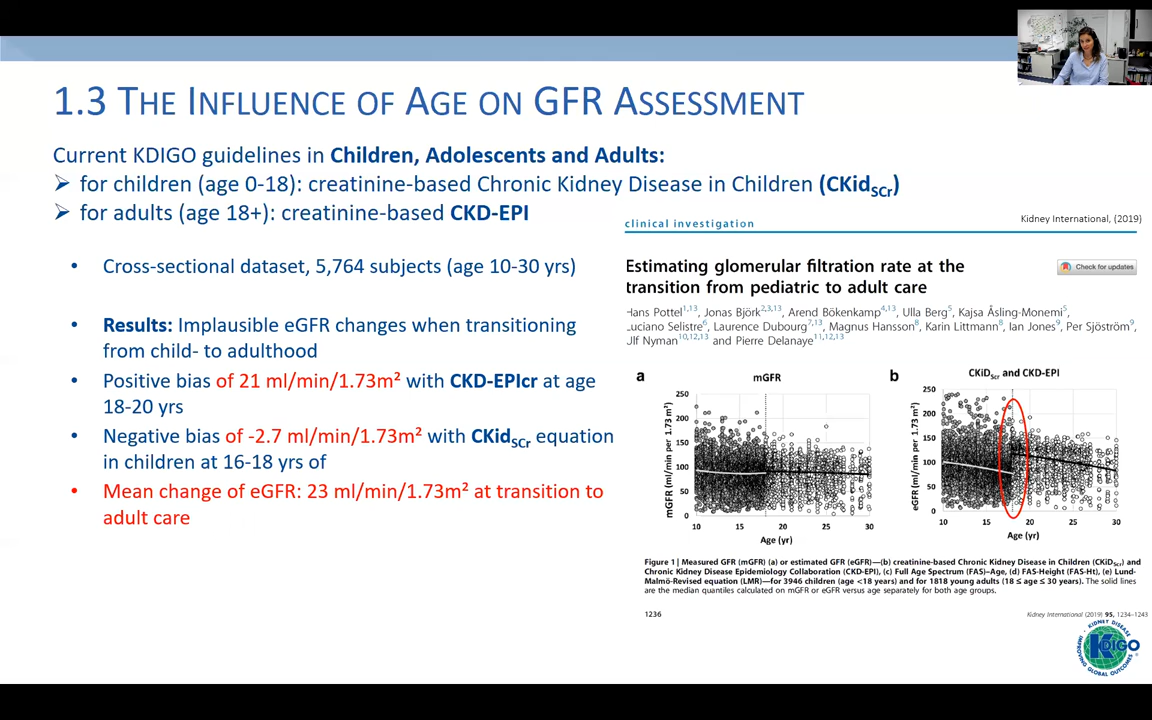 1.3 THE INFLUENCE OF AGE ON GFR ASSESSMENT
Current KDIGO guidelines in Children, Adolescents and Adults:
➢ for children (age 0-18): creatinine-based Chronic Kidney Disease in Children (CKidSCr)
➢ for adults (age 18+): creatinine-based CKD-EPI
• Cross-sectional dataset, 5,764 subjects (age 10-30 yrs)
• Results: Implausible eGFR changes when transitioning
from child- to adulthood
• Positive bias of 21 ml/min/1.73m² with CKD-EPIcr at age
18-20 yrs
• Negative bias of -2.7 ml/min/1.73m² with CKidSCr equation
in children at 16-18 yrs of
• Mean change of eGFR: 23 ml/min/1.73m² at transition to
adult care
Kidney International, (2019)
clinical investigation
Estimating glomerular filtration rate at the
transition from pediatric to adult care
Check for updates
Hans Pottel1,13, Jonas Björk2,3,13, Arend Bökenkamp4,13, Ulla Berg5, Kajsa Åsling-Monemi5,
Luciano Selistre6, Laurence Dubourg7,13, Magnus Hansson8, Karin Littmann8, Ian Jones9, Per Sjöström9,
Ulf Nyman10,12,13 and Pierre Delanaye11,12,13
a
mGFR
mGFR (ml/min per 1.73 m²)
250
200
150
100
50
0
10 15 20 25 30
Age (yr)
b
CKiDSCr and CKD-EPI
eGFR (ml/min per 1.73 m²)
250
200
150
100
50
0
10 15 20 25 30
Age (yr)
Figure 1 | Measured GFR (mGFR) (a) or estimated GFR (eGFR)—(b) creatinine-based Chronic Kidney Disease in Children (CKiDSCr) and
Chronic Kidney Disease Epidemiology Collaboration (CKD-EPI), (c) Full Age Spectrum (FAS)–Age, (d) FAS-Height (FAS-Ht), (e) Lund-
Malmö-Revised equation (LMR)—for 3946 children (age <18 years) and for 1818 young adults (18 ≤ age ≤ 30 years). The solid lines
are the median quantiles calculated on mGFR or eGFR versus age separately for both age groups.
1236
Kidney International (2019) 95, 1234–1243
KIDNEY DISEASE
KDIGO
IMPROVING GLOBAL OUTCOMES